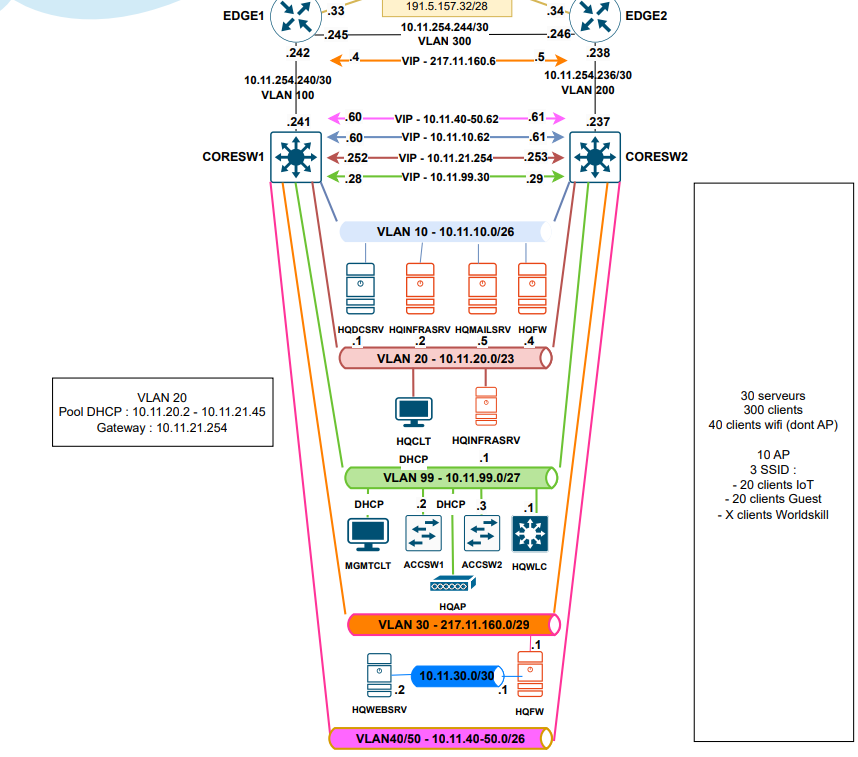 191.5.157.32/28
EDGE1
.33
.34
EDGE2
10.11.254.244/30
.245
.246
VLAN 300
.242
.238
.4
VIP - 217.11.160.6
.5
10.11.254.240/30
VLAN 100
10.11.254.236/30
VLAN 200
.241
.237
.60
VIP - 10.11.40-50.62
.61
.60
VIP - 10.11.10.62
.61
CORESW1
CORESW2
.252
VIP - 10.11.21.254
.253
.28
VIP - 10.11.99.30
.29
VLAN 10 - 10.11.10.0/26
HQDCSRV
HQINFRASRV
HQMAILSRV
HQFW
.1
.2
.5
.4
VLAN 20 - 10.11.20.0/23
VLAN 20
Pool DHCP : 10.11.20.2 - 10.11.21.45
Gateway : 10.11.21.254
HQCLT
HQINFRASRV
DHCP
.1
VLAN 99 - 10.11.99.0/27
DHCP
.2
DHCP
.3
.1
MGMTCLT
ACCSW1
ACCSW2
HQWLC
HQAP
VLAN 30 - 217.11.160.0/29
.1
10.11.30.0/30
.2
.1
HQWEBSRV
HQFW
VLAN40/50 - 10.11.40-50.0/26
30 serveurs
300 clients
40 clients wifi (dont AP)
10 AP
3 SSID :
- 20 clients IoT
- 20 clients Guest
- X clients Worldskill